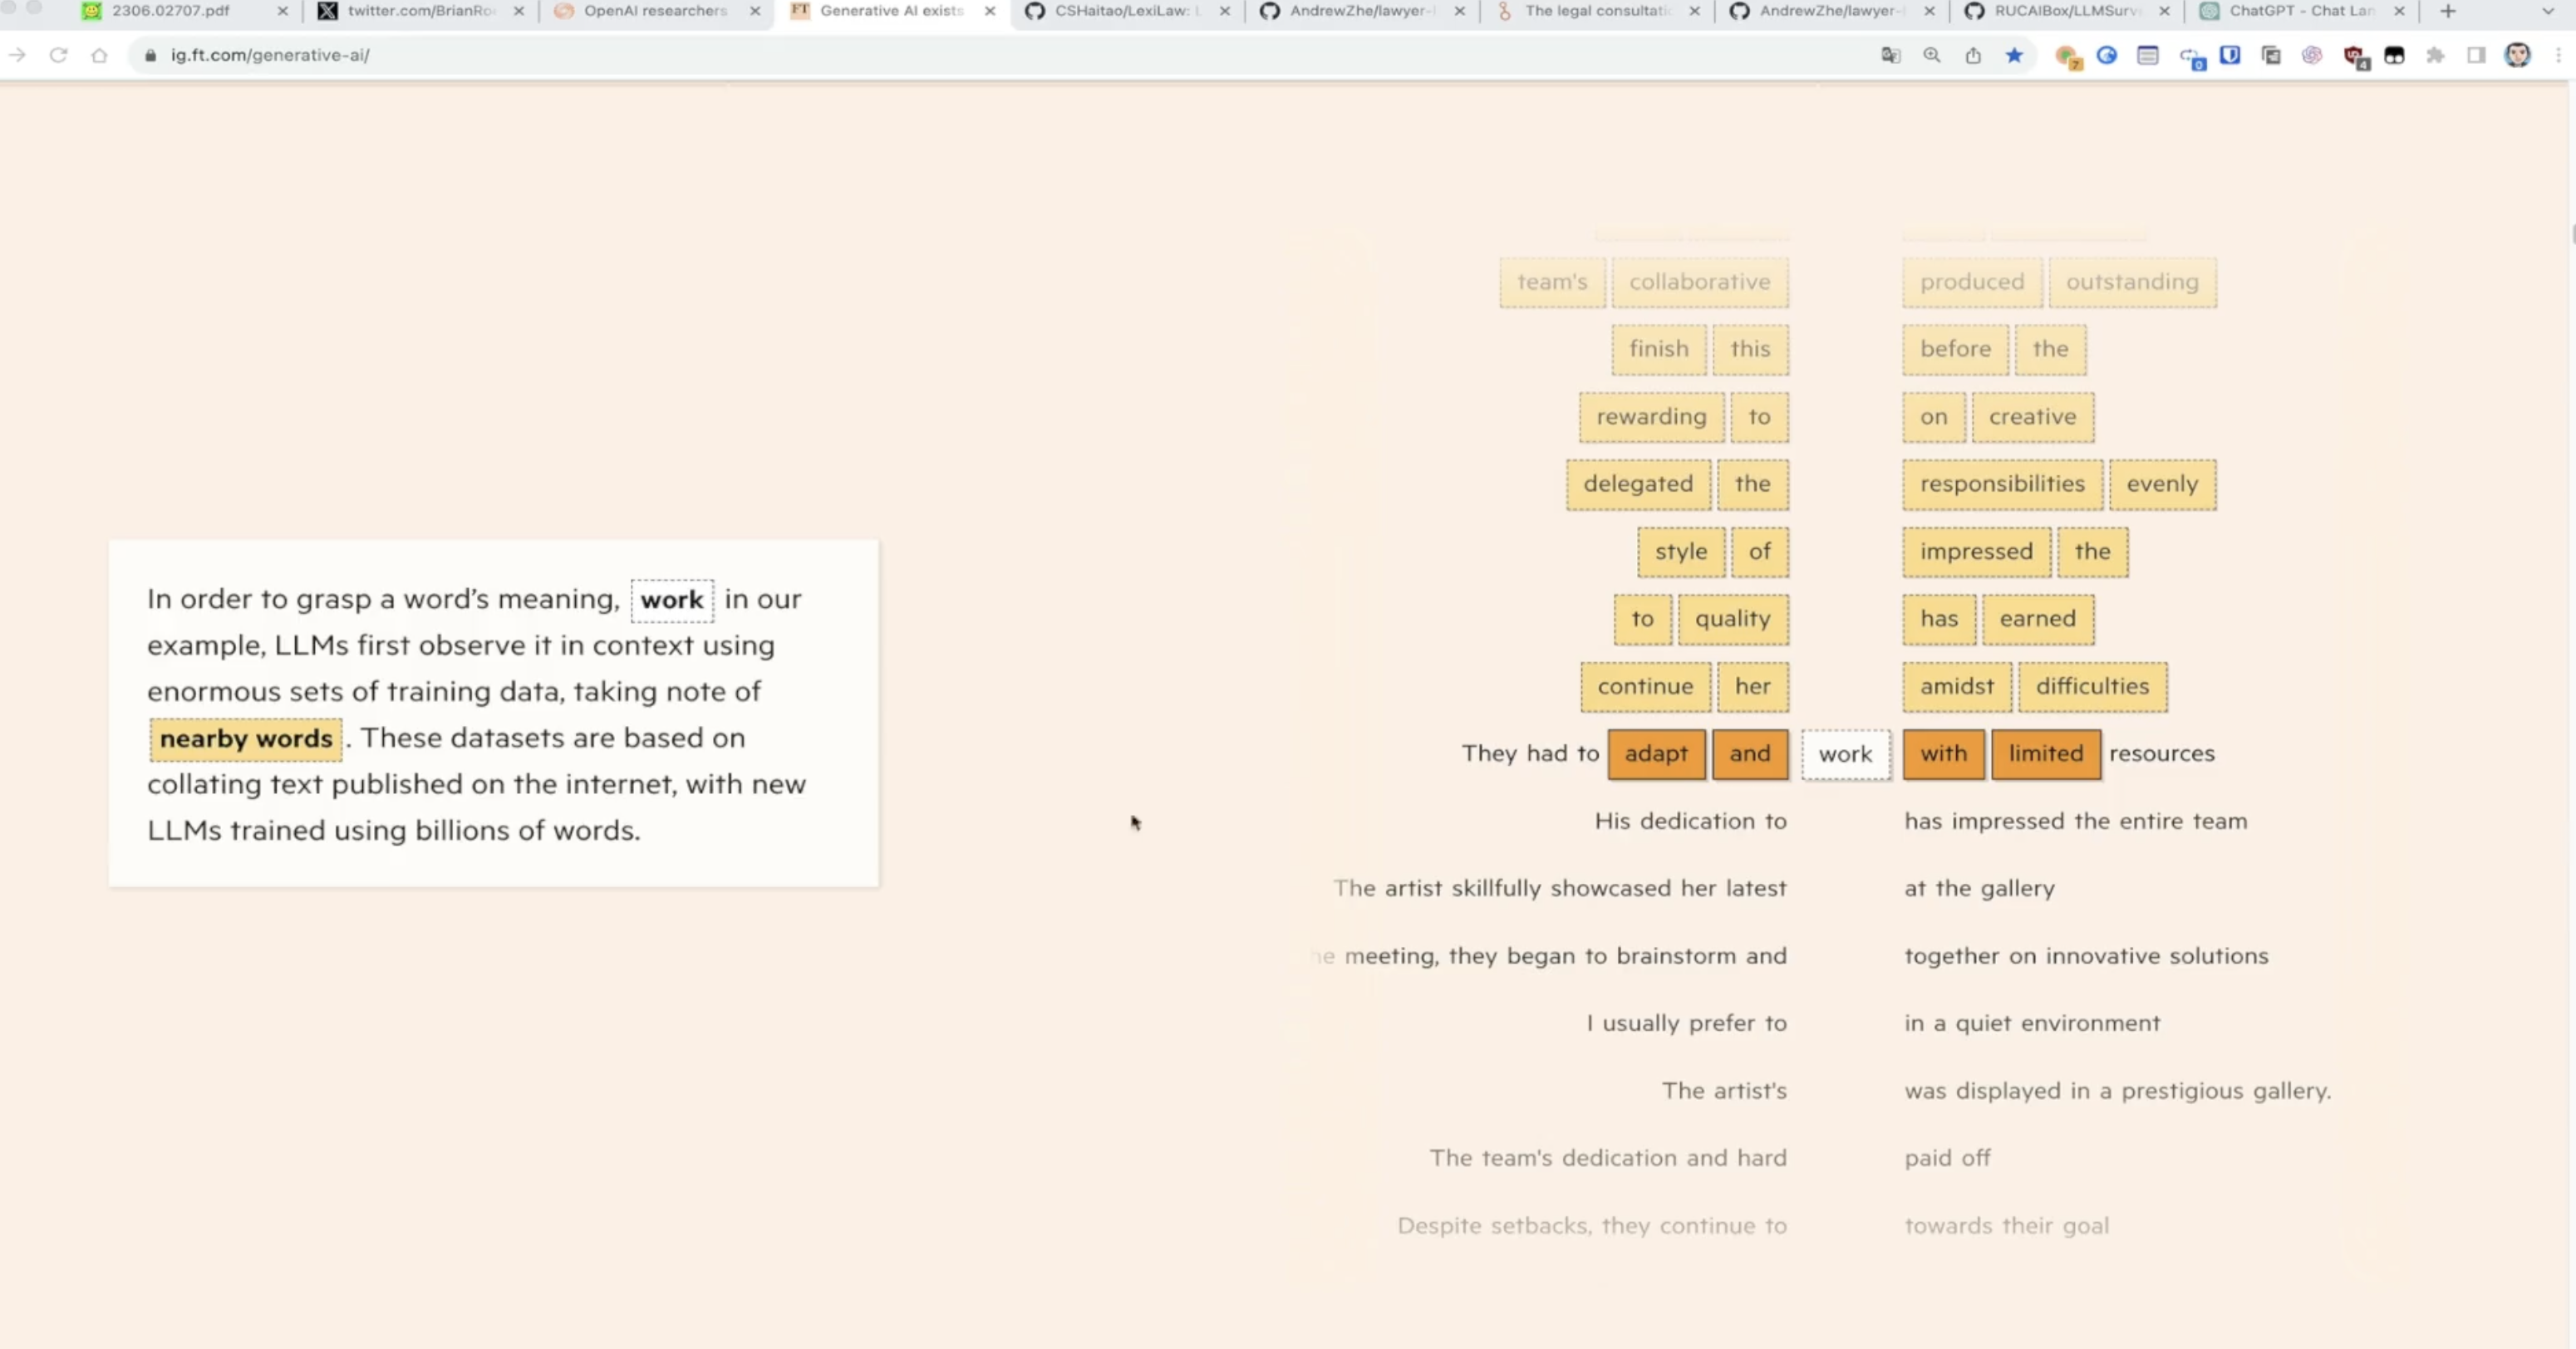 2306.02707.pdf
twitter.com/BrianRo
OpenAI researchers
FT Generative AI exists
CSHaitao/LexiLaw:
AndrewZhe/lawyer-
The legal consultatio
AndrewZhe/lawyer-
RUCAIBox/LLMSurv
ChatGPT - Chat Lan
ig.ft.com/generative-ai/
7
0
4
In order to grasp a word’s meaning, work in our
example, LLMs first observe it in context using
enormous sets of training data, taking note of
nearby words . These datasets are based on
collating text published on the internet, with new
LLMs trained using billions of words.
team's collaborative produced outstanding
finish this before the
rewarding to on creative
delegated the responsibilities evenly
style of impressed the
to quality has earned
continue her amidst difficulties
They had to adapt and work with limited resources
His dedication to has impressed the entire team
The artist skillfully showcased her latest at the gallery
he meeting, they began to brainstorm and together on innovative solutions
I usually prefer to in a quiet environment
The artist's was displayed in a prestigious gallery.
The team's dedication and hard paid off
Despite setbacks, they continue to towards their goal